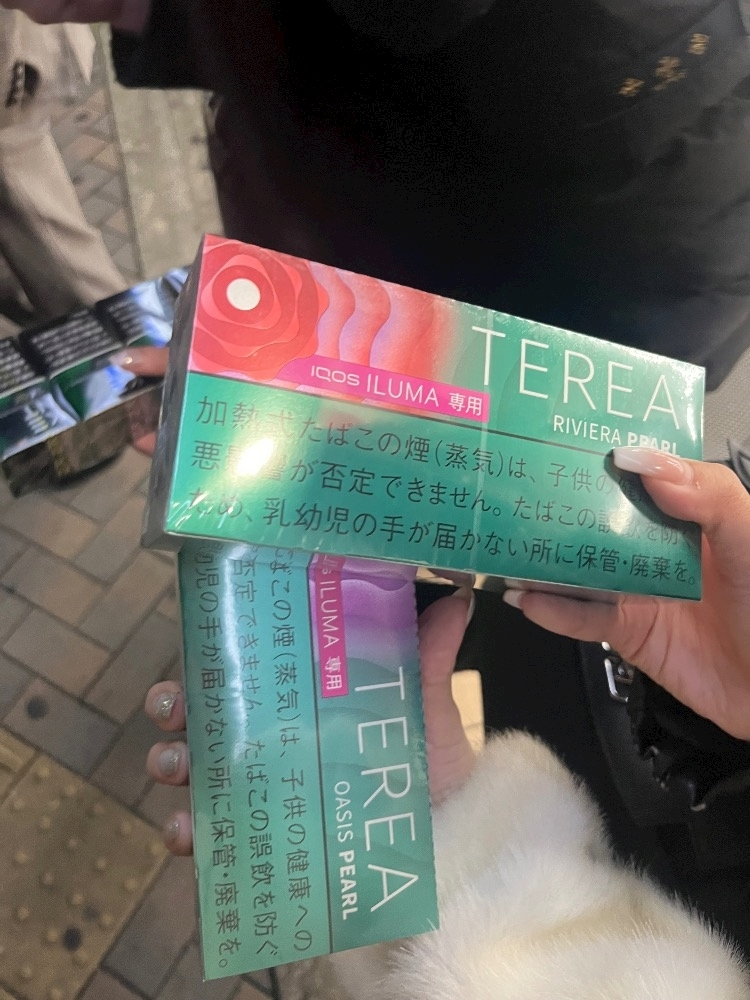 IQOS ILUMA 専用
TEREA
RIVIERA PEARL
加熱式たばこの煙(蒸気)は、子供の
悪影響が否定できません。たばこの誤飲を防ぐ
ため、乳幼児の手が届かない所に保管・廃棄を。
ILUMA 専用
TEREA
OASIS PEARL
たばこの煙(蒸気)は、子供の健康への
否定できません。たばこの誤飲を防ぐ
幼児の手が届かない所に保管・廃棄を。